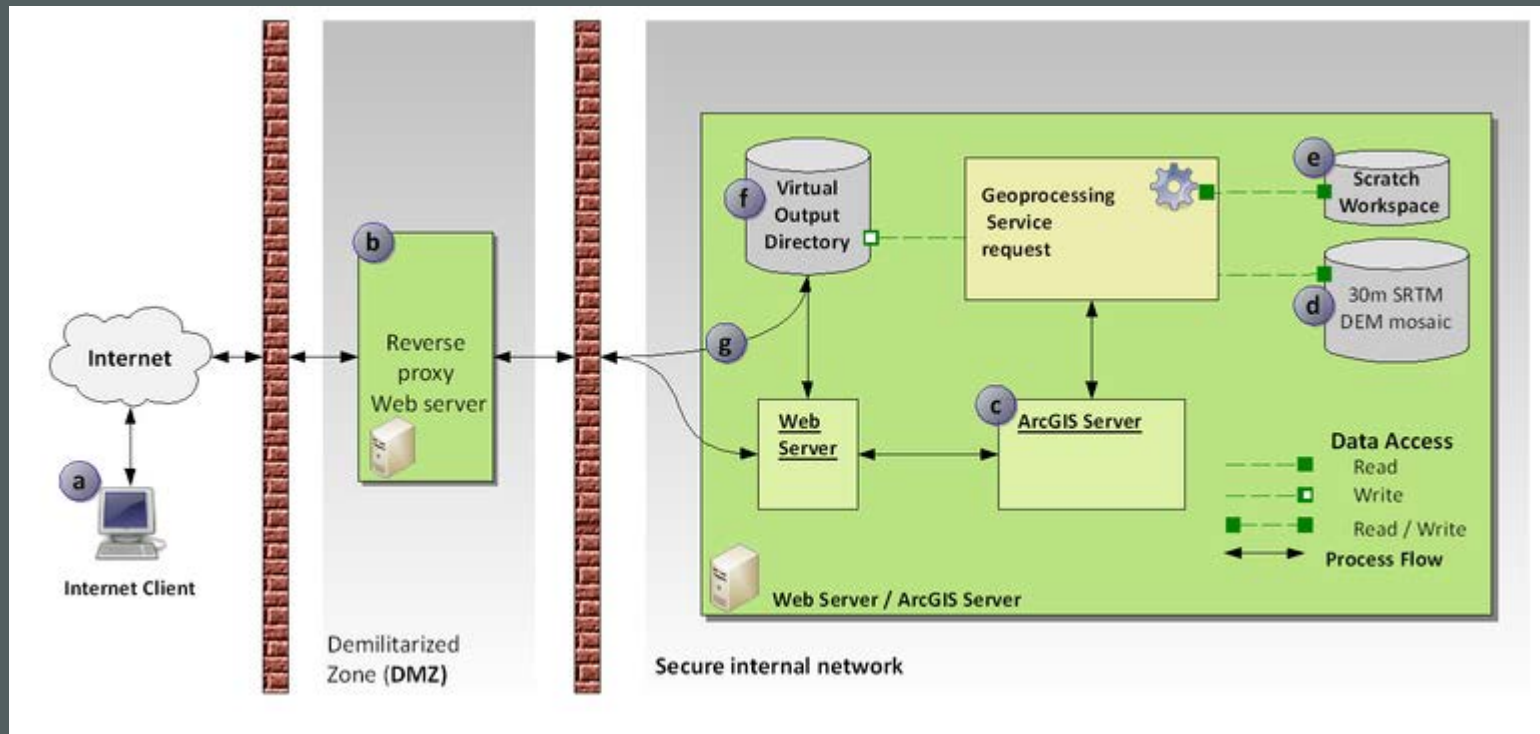 Internet
a
Internet Client
b
Reverse
proxy
Web server
Demilitarized
Zone (DMZ)
Secure internal network
f
Virtual
Output
Directory
Geoprocessing
Service
request
e
Scratch
Workspace
d
30m SRTM
DEM mosaic
g
Web
Server
c
ArcGIS Server
Data Access
Read
Write
Read / Write
Process Flow
Web Server / ArcGIS Server